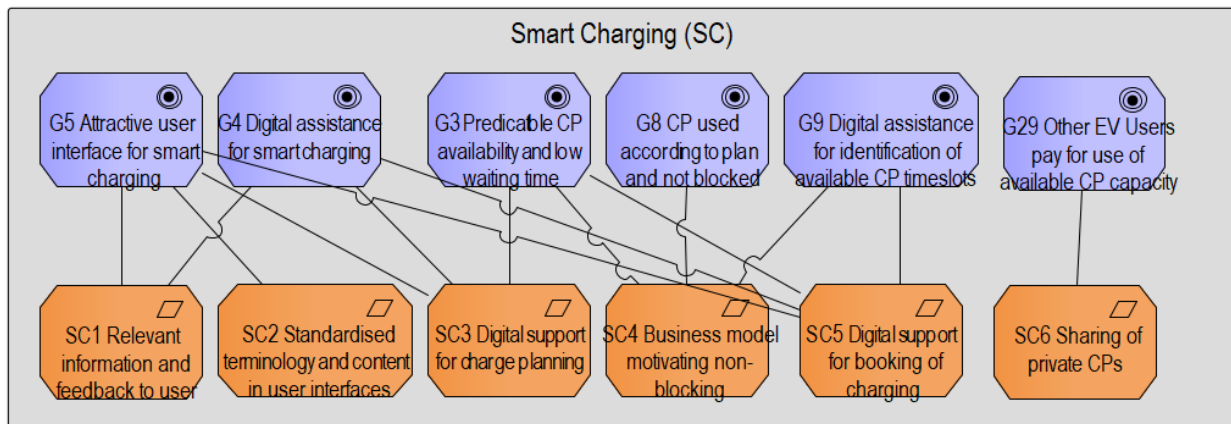 Smart Charging (SC)
G5 Attractive user
interface for smart
charging
G4 Digital assistance
for smart charging
G3 Predicatble CP
availability and low
waiting time
G8 CP used
according to plan
and not blocked
G9 Digital assistance
for identification of
available CP timeslots
G29 Other EV Users
pay for use of
available CP capacity
SC1 Relevant
information and
feedback to user
SC2 Standardised
terminology and content
in user interfaces
SC3 Digital support
for charge planning
SC4 Business model
motivating non-
blocking
SC5 Digital support
for booking of
charging
SC6 Sharing of
private CPs